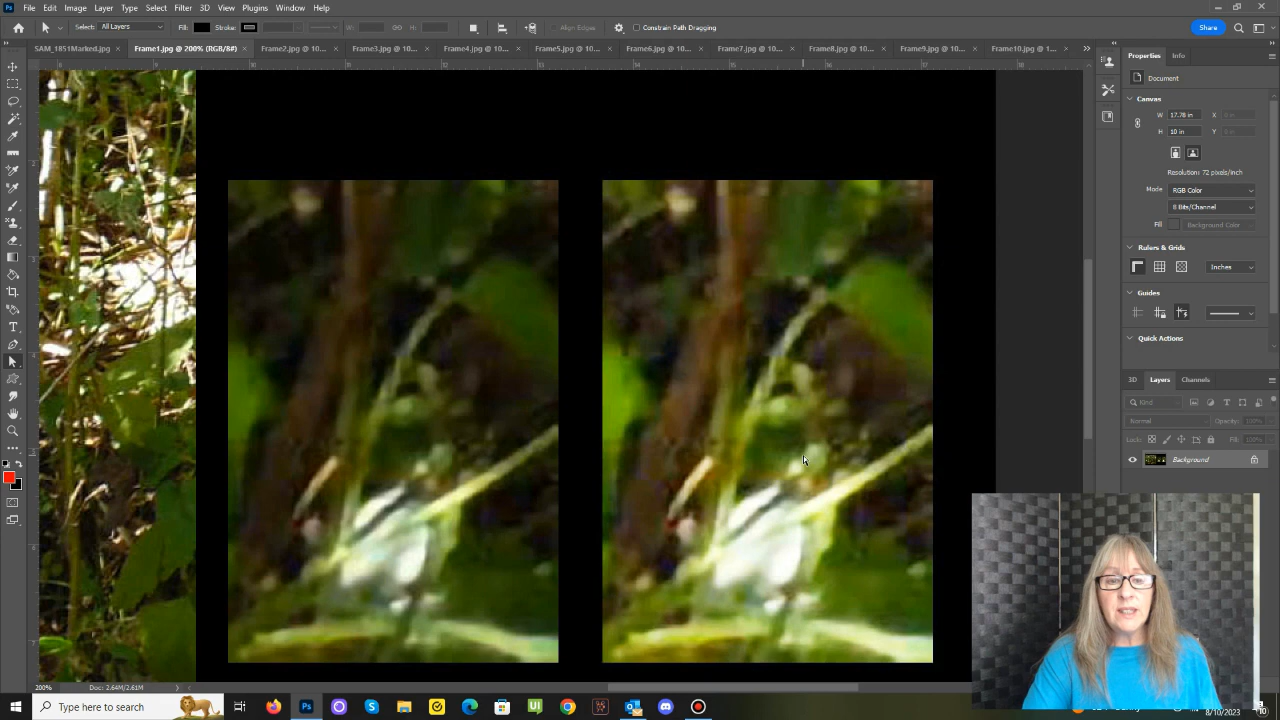 Ps File Edit Image Layer Type Select Filter 3D View Plugins Window Help
Select: All Layers Fill: Stroke: W: H: Align Edges Constrain Path Dragging Share
SAM_1851Marked.jpg × Frame1.jpg @ 200% (RGB/8#) × Frame2.jpg @ 10... × Frame3.jpg @ 10... × Frame4.jpg @ 10... × Frame5.jpg @ 10... × Frame6.jpg @ 10... × Frame7.jpg @ 10... × Frame8.jpg @ 10... × Frame9.jpg @ 10... × Frame10.jpg @ 1... ×
Properties Info
Document
Canvas
W 17.78 in X
H 10 in Y
Resolution: 72 pixels/inch
Mode RGB Color
8 Bits/Channel
Fill Background Color
Rulers & Grids
Inches
Guides
Quick Actions
3D Layers Channels
Kind
Normal Opacity: 100%
Lock: Fill: 100%
Background
200% Doc: 2.64M/2.61M
Type here to search
8/10/2023